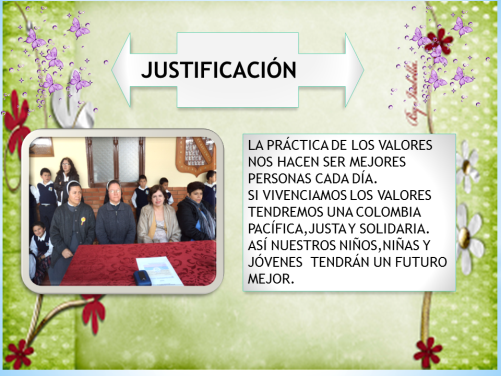 JUSTIFICACIÓN
LA PRÁCTICA DE LOS VALORES
NOS HACEN SER MEJORES
PERSONAS CADA DÍA.
SI VIVENCIAMOS LOS VALORES
TENDREMOS UNA COLOMBIA
PACÍFICA,JUSTA Y SOLIDARIA.
ASÍ NUESTROS NIÑOS,NIÑAS Y
JÓVENES TENDRÁN UN FUTURO
MEJOR.